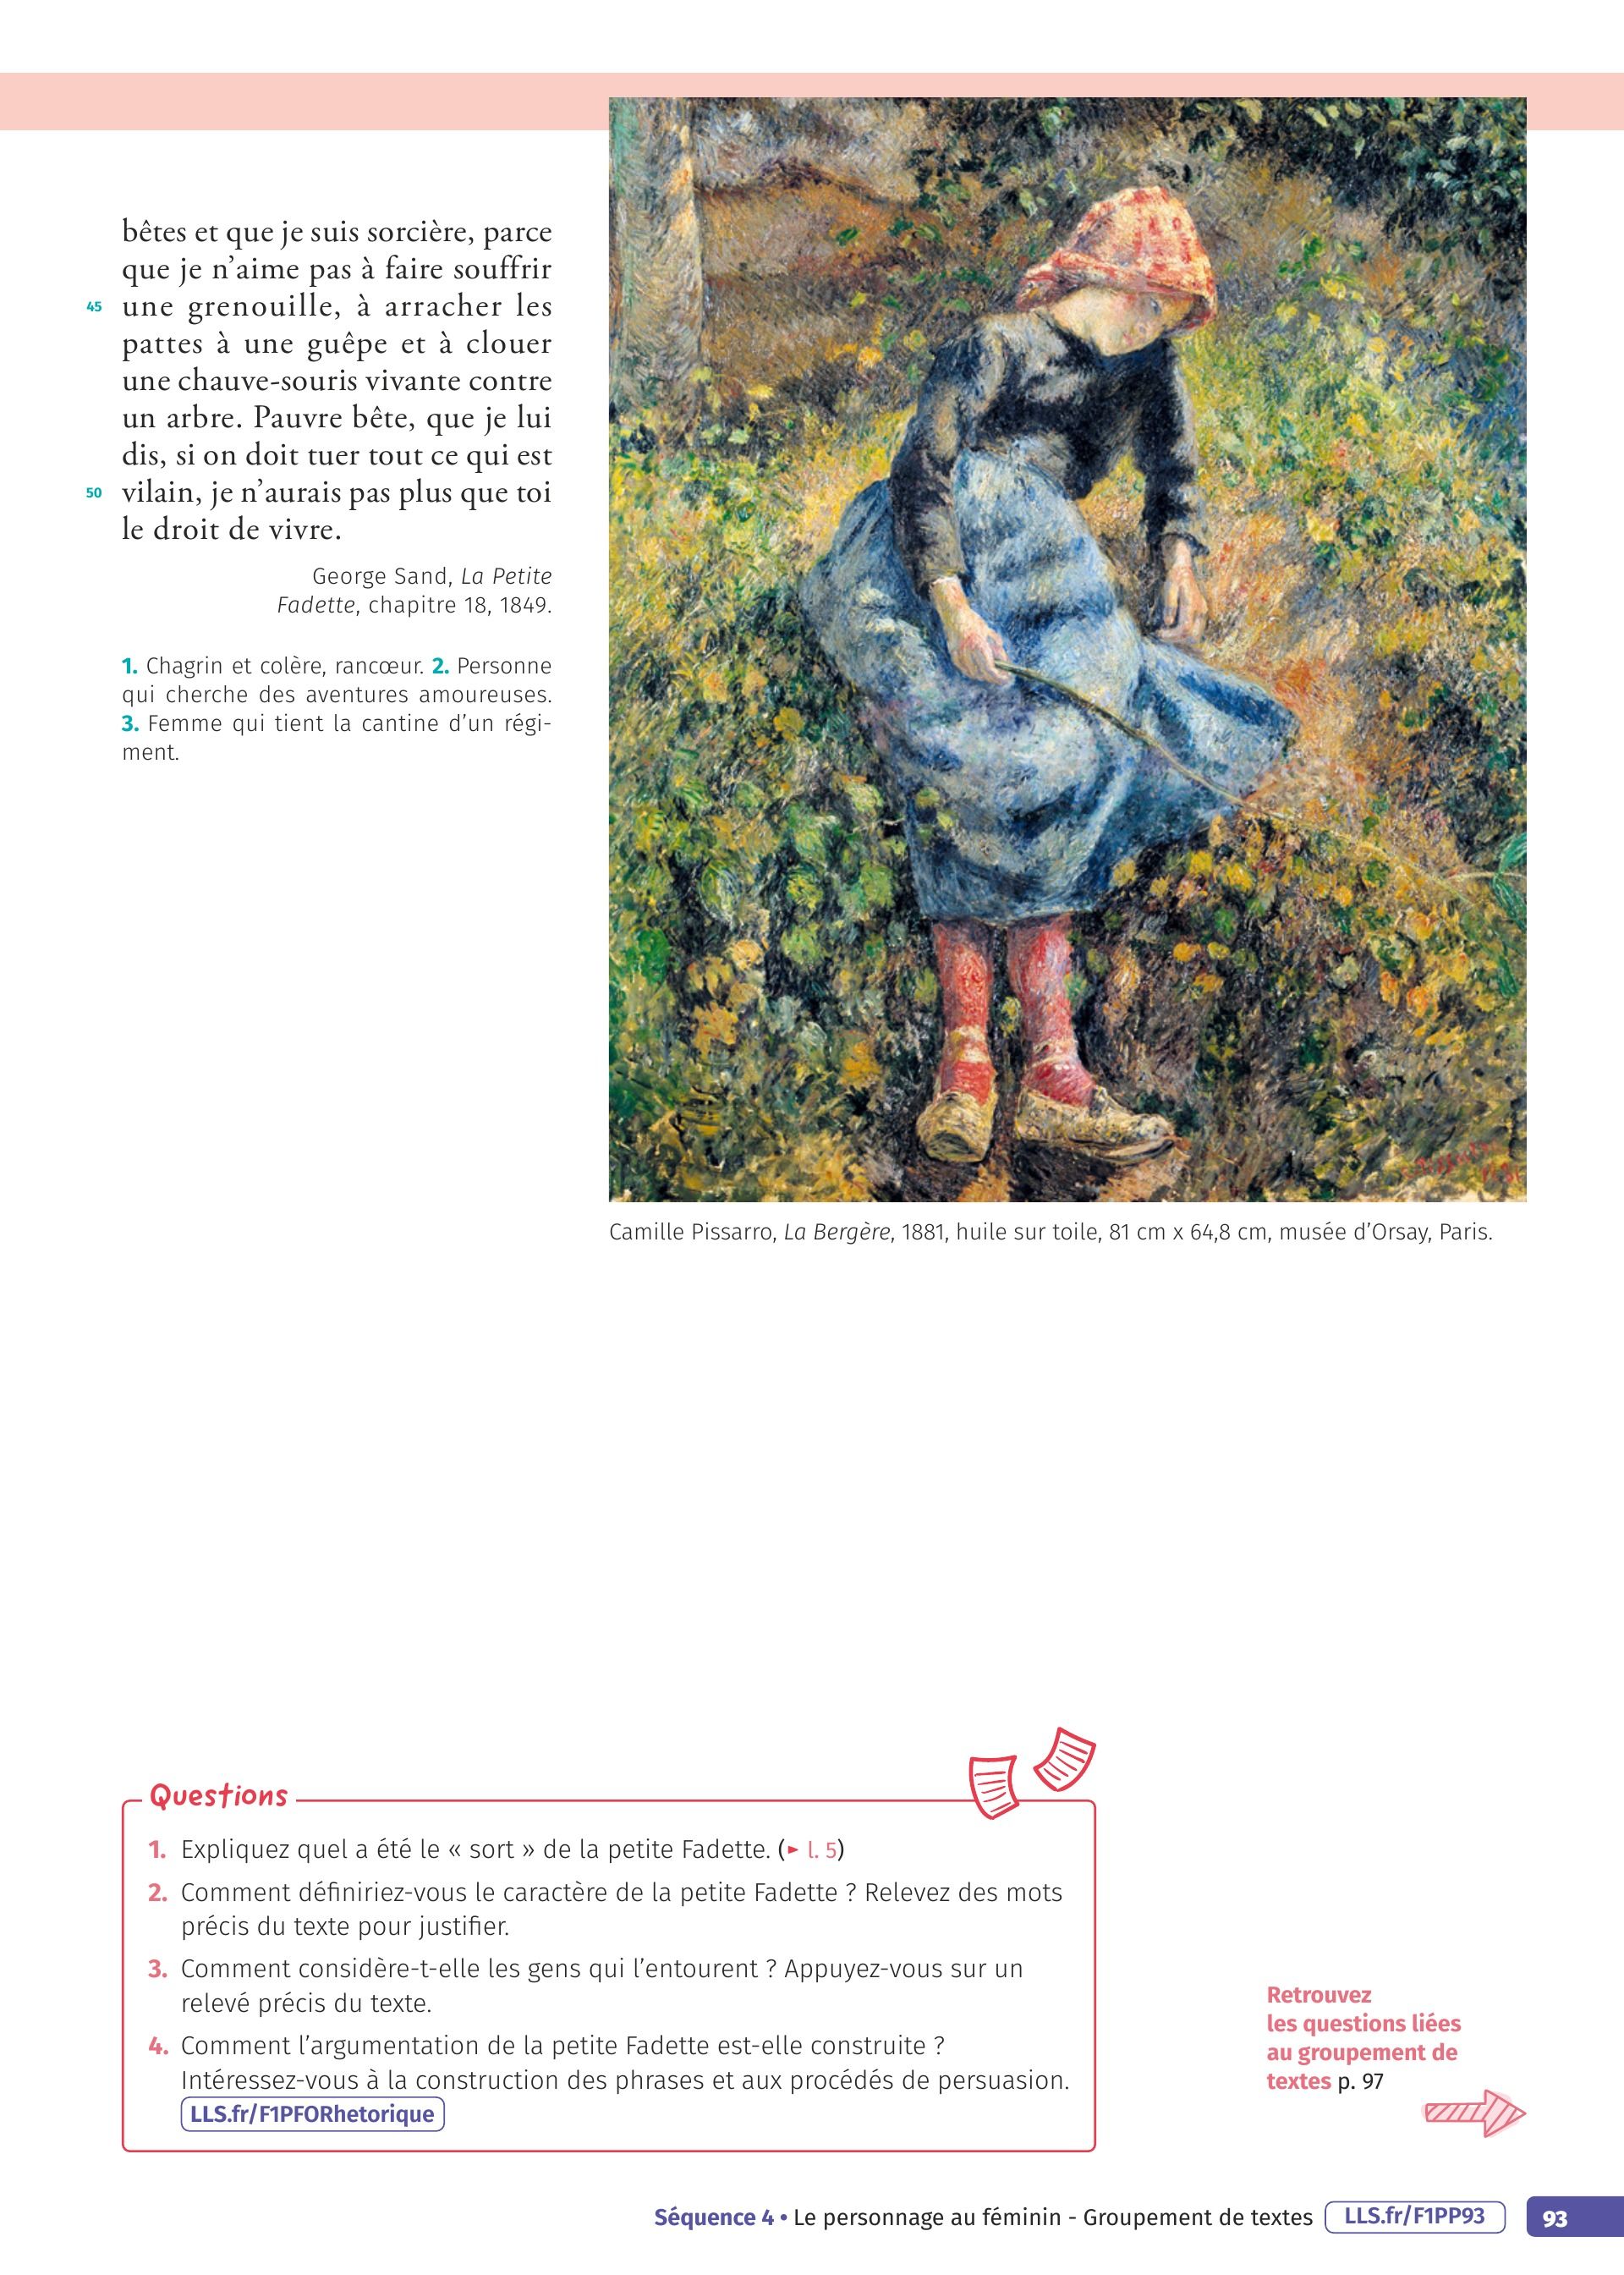 bêtes et que je suis sorcière, parce
que je n'aime pas à faire souffrir
45 une grenouille, à arracher les
pattes à une guêpe et à clouer
une chauve-souris vivante contre
un arbre. Pauvre bête, que je lui
dis, si on doit tuer tout ce qui est
50 vilain, je n'aurais pas plus que toi
le droit de vivre.
George Sand, La Petite
Fadette, chapitre 18, 1849.
1. Chagrin et colère, rancœur. 2. Personne
qui cherche des aventures amoureuses.
3. Femme qui tient la cantine d'un régi-
ment.
Camille Pissarro, La Bergère, 1881, huile sur toile, 81 cm x 64,8 cm, musée d'Orsay, Paris.
Questions
1. Expliquez quel a été le « sort » de la petite Fadette. (► l. 5)
2. Comment définiriez-vous le caractère de la petite Fadette ? Relevez des mots
précis du texte pour justifier.
3. Comment considère-t-elle les gens qui l'entourent ? Appuyez-vous sur un
relevé précis du texte.
4. Comment l'argumentation de la petite Fadette est-elle construite ?
Intéressez-vous à la construction des phrases et aux procédés de persuasion.
LLS.fr/F1PFORhetorique
Retrouvez
les questions liées
au groupement de
textes p. 97
Séquence 4 • Le personnage au féminin - Groupement de textes LLS.fr/F1PP93 93